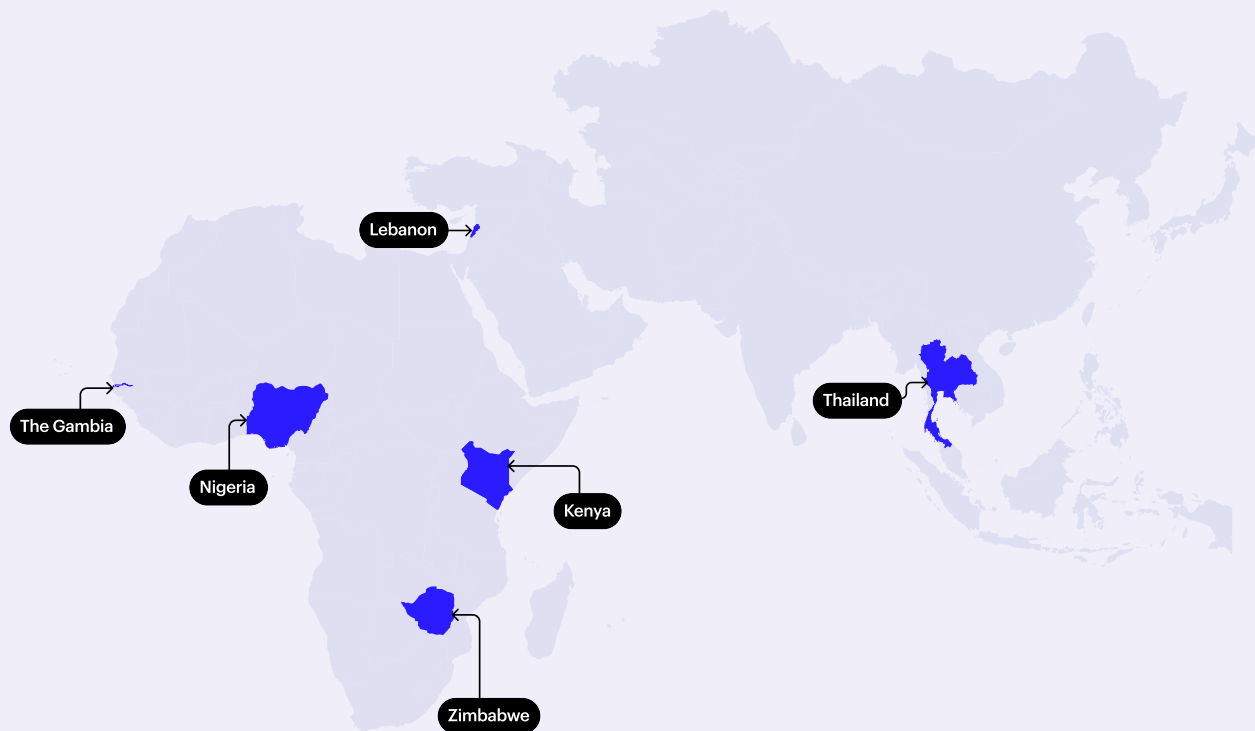 Lebanon
The Gambia
Nigeria
Thailand
Kenya
Zimbabwe